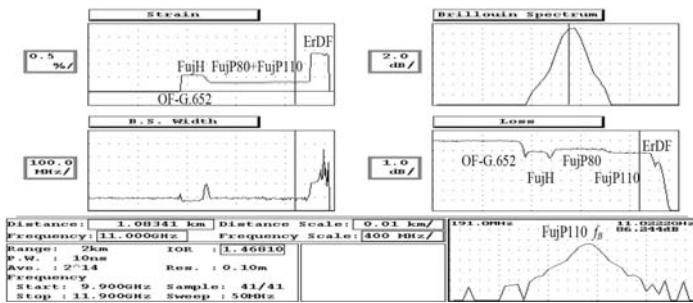 Strain
Brillouin Spectrum
0.5
%/
FujH FujP80+FujP110
ErDF
OF-G.652
2.0
dB/
B.S. Width
Loss
100.0
MHz/
1.0
dB/
OF-G.652
FujH
FujP80
FujP110
ErDF
Distance: 1.08341 km Distance Scale: 0.01 km/
Frequency: 11.000GHz Frequency Scale: 400 MHz/
Range: 2km IOR : 1.46810
P.W. : 10ns
Ave. : 2^14 Res. : 0.10m
Frequency
Start: 9.900GHz Sample: 41/41
Stop : 11.900GHz Sweep : 50MHz
191.0MHz 11.0222GHz
86.244dB
FujP110 fB